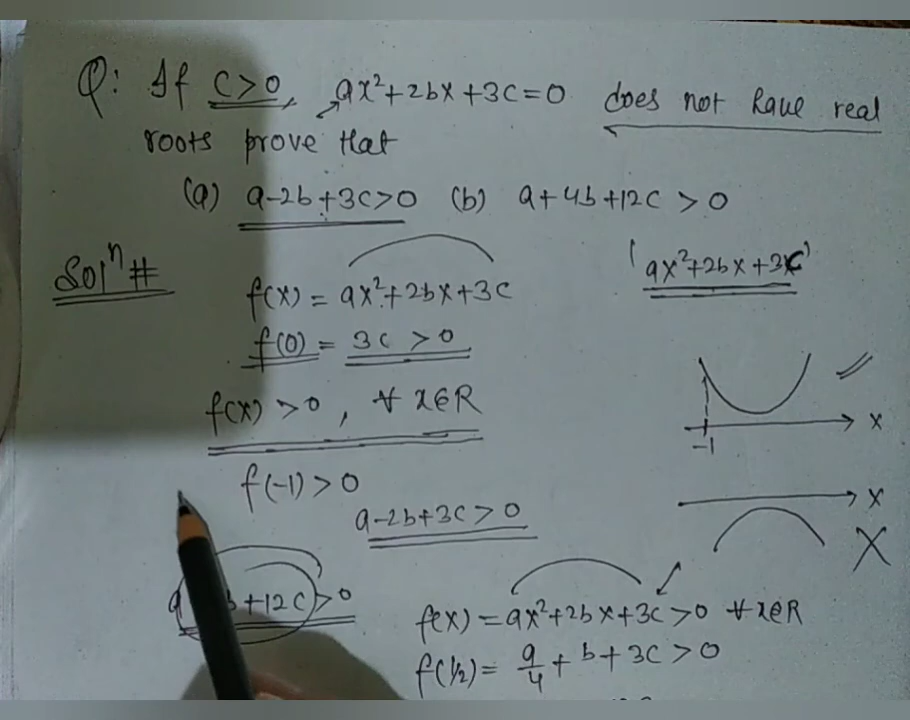 Q: If C>0, ax²+2bx+3C=0 does not have real
roots prove that
(a) a-2b+3C>0 (b) a+4b+12C >0
Solⁿ# 
f(x) = ax²+2bx+3C
ax²+2bx+3C
f(0) = 3C >0
f(x) >0, ∀ x∈R
x
-1
f(-1) >0
x
a-2b+3C >0
X
a b+12C >0
f(x) = ax²+2bx+3C >0 ∀ x∈R
f(½) = a/4 + b + 3C >0